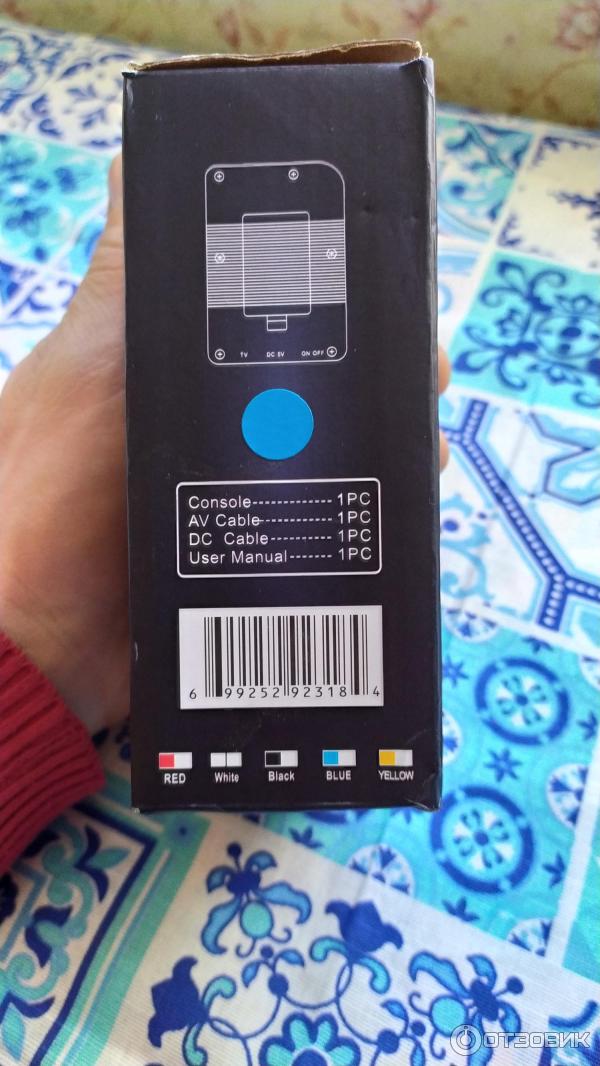 TV DC 5V ON OFF
Console------------- 1PC
AV Cable------------ 1PC
DC Cable----------- 1PC
User Manual------- 1PC
6 99252 92318 4
RED White Black BLUE YELLOW
ОТЗОВИК